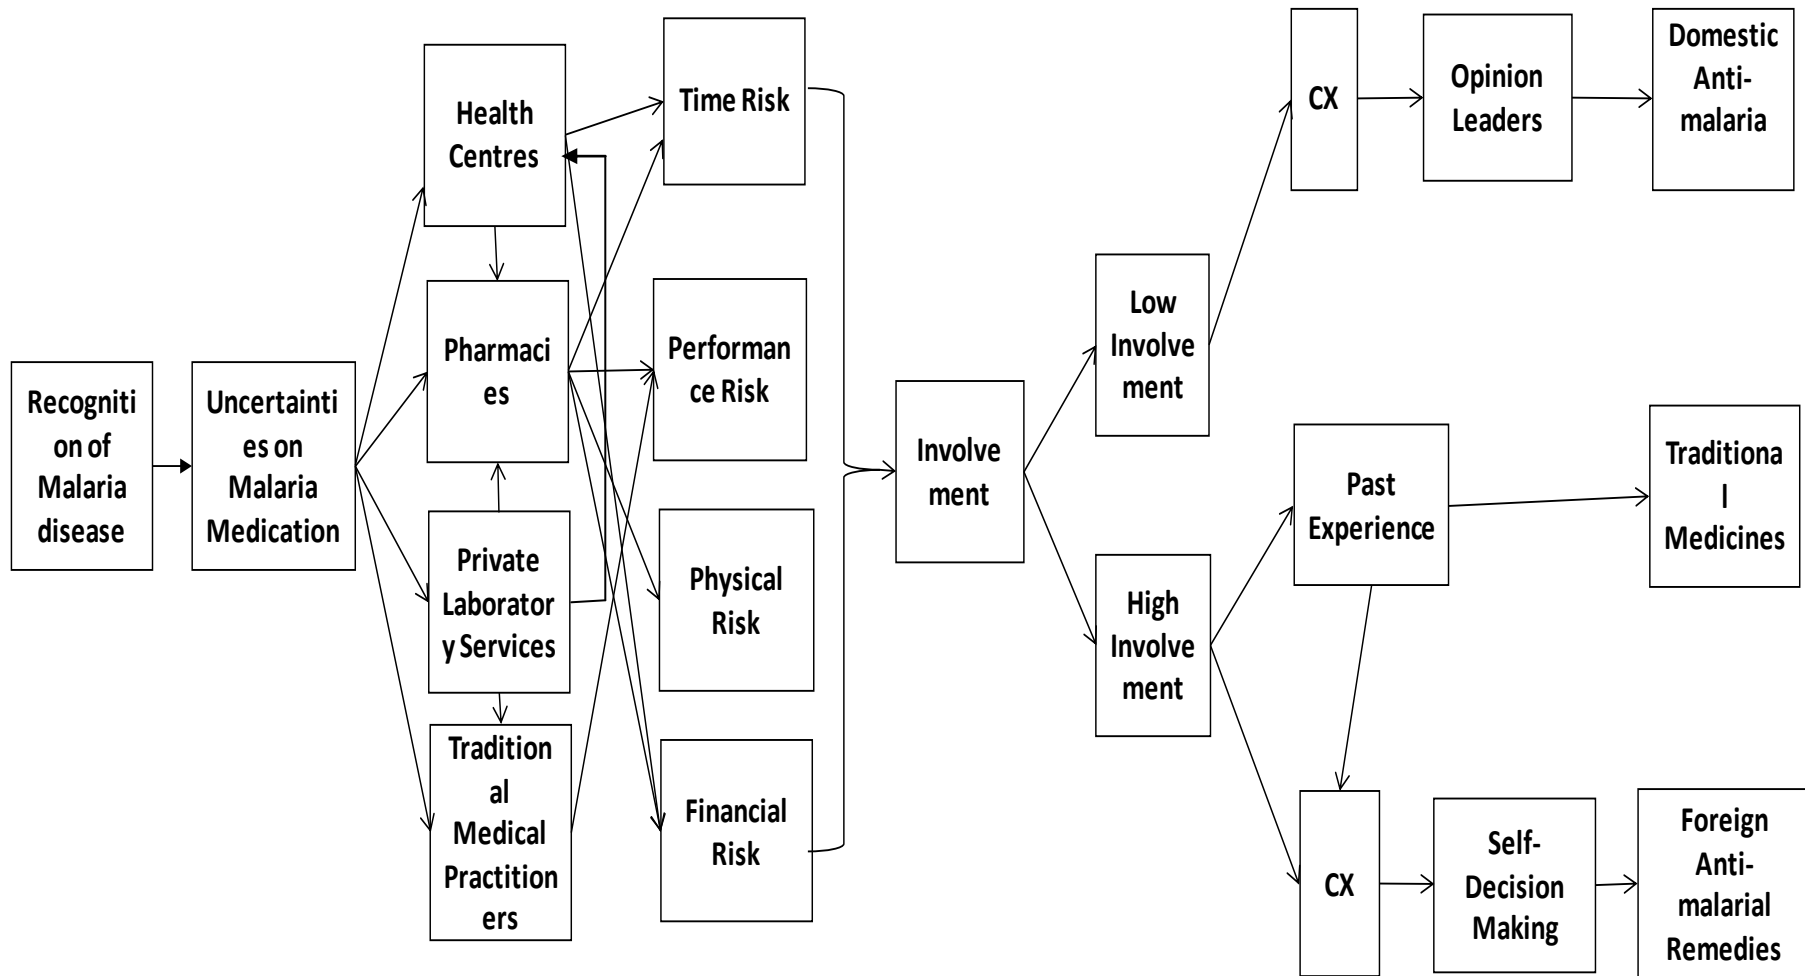 Recogniti
on of
Malaria
disease
Uncertainti
es on
Malaria
Medication
Health
Centres
Pharmaci
es
Private
Laborator
y Services
Tradition
al
Medical
Practition
ers
Time Risk
Performan
ce Risk
Physical
Risk
Financial
Risk
Involve
ment
Low
Involve
ment
High
Involve
ment
CX
Opinion
Leaders
Domestic
Anti-
malaria
Past
Experience
Traditiona
l
Medicines
CX
Self-
Decision
Making
Foreign
Anti-
malarial
Remedies